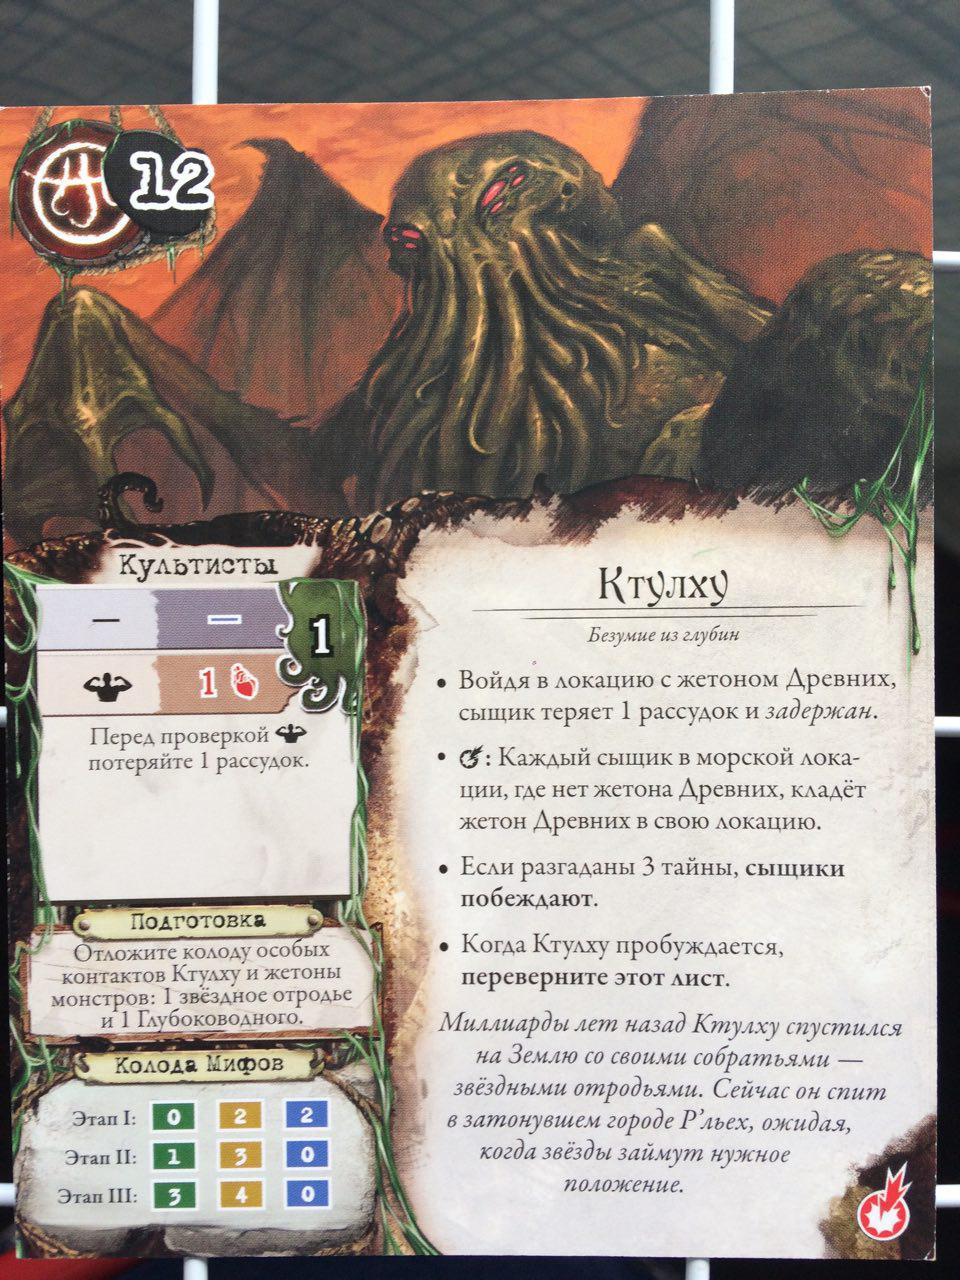 12
Культисты
—
—
1
1
Перед проверкой
потеряйте 1 рассудок.
Подготовка
Отложите колоду особых
контактов Ктулху и жетоны
монстров: 1 звёздное отродье
и 1 Глубоководного.
Колода Мифов
Этап I: 0 2 2
Этап II: 1 3 0
Этап III: 3 4 0
Ктулху
Безумие из глубин
• Войдя в локацию с жетоном Древних,
сыщик теряет 1 рассудок и задержан.
• : Каждый сыщик в морской лока-
ции, где нет жетона Древних, кладёт
жетон Древних в свою локацию.
• Если разгаданы 3 тайны, сыщики
побеждают.
• Когда Ктулху пробуждается,
переверните этот лист.
Миллиарды лет назад Ктулху спустился
на Землю со своими собратьями —
звёздными отродьями. Сейчас он спит
в затонувшем городе Р’льех, ожидая,
когда звёзды займут нужное
положение.